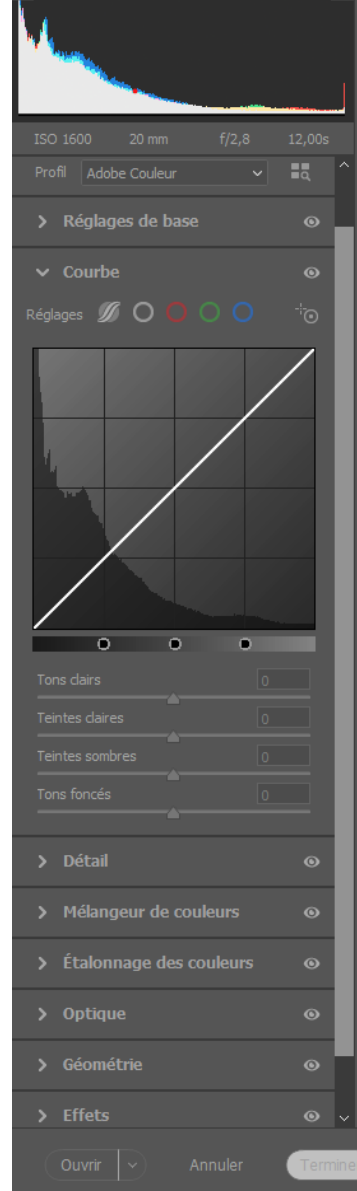 ISO 1600 20 mm f/2,8 12,00s
Profil Adobe Couleur
Réglages de base
Courbe
Réglages
Tons clairs 0
Teintes claires 0
Teintes sombres 0
Tons foncés 0
Détail
Mélangeur de couleurs
Étalonnage des couleurs
Optique
Géométrie
Effets
Ouvrir Annuler Termine